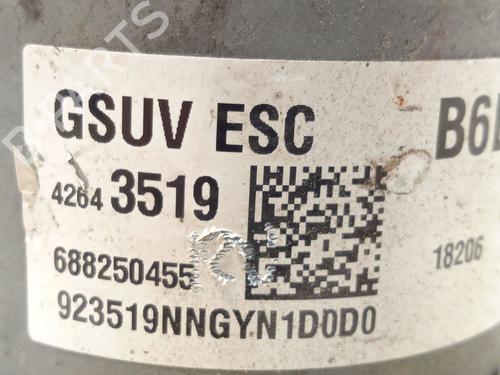 GSUV ESC
B6
4264 3519
18206
688250455
923519NNGYN1D0D0